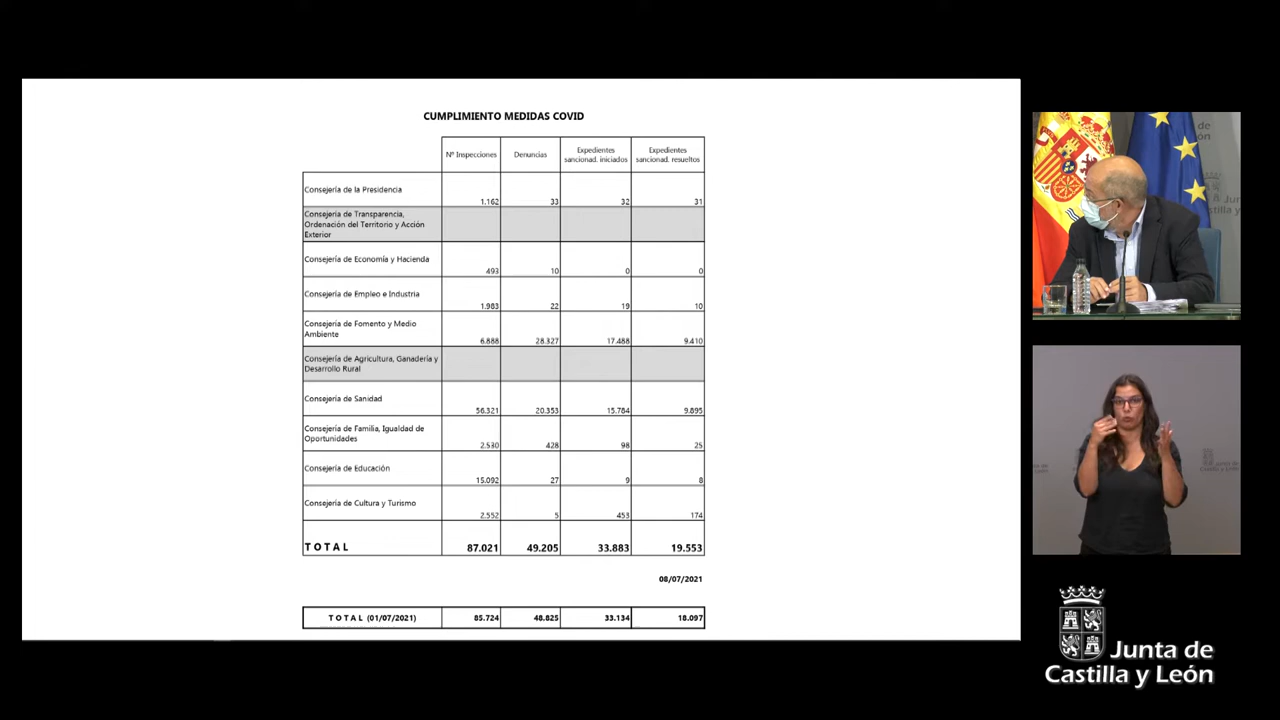 CUMPLIMIENTO MEDIDAS COVID
Nº Inspecciones
Denuncias
Expedientes
sancionad. iniciados
Expedientes
sancionad. resueltos
Consejería de la Presidencia
1.162
33
32
31
Consejería de Transparencia,
Ordenación del Territorio y Acción
Exterior
Consejería de Economía y Hacienda
493
10
0
0
Consejería de Empleo e Industria
1.983
22
19
10
Consejería de Fomento y Medio
Ambiente
6.888
28.327
17.488
9.410
Consejería de Agricultura, Ganadería y
Desarrollo Rural
Consejería de Sanidad
56.321
20.353
15.784
9.895
Consejería de Familia, Igualdad de
Oportunidades
2.530
428
98
25
Consejería de Educación
15.092
27
9
8
Consejería de Cultura y Turismo
2.552
5
453
174
TOTAL
87.021
49.205
33.883
19.553
08/07/2021
TOTAL (01/07/2021)
85.724
48.825
33.134
18.097
Junta de
Castilla y León